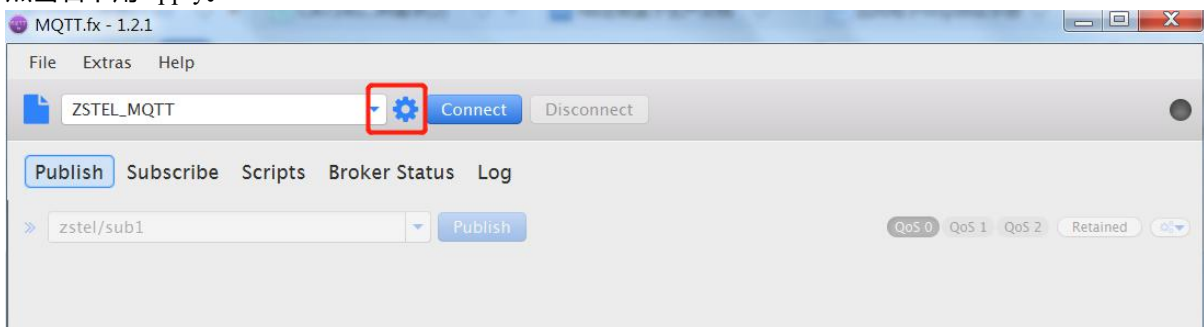 MQTT.fx - 1.2.1
File Extras Help
ZSTEL_MQTT Connect Disconnect
Publish Subscribe Scripts Broker Status Log
zstel/sub1 Publish QoS 0 QoS 1 QoS 2 Retained